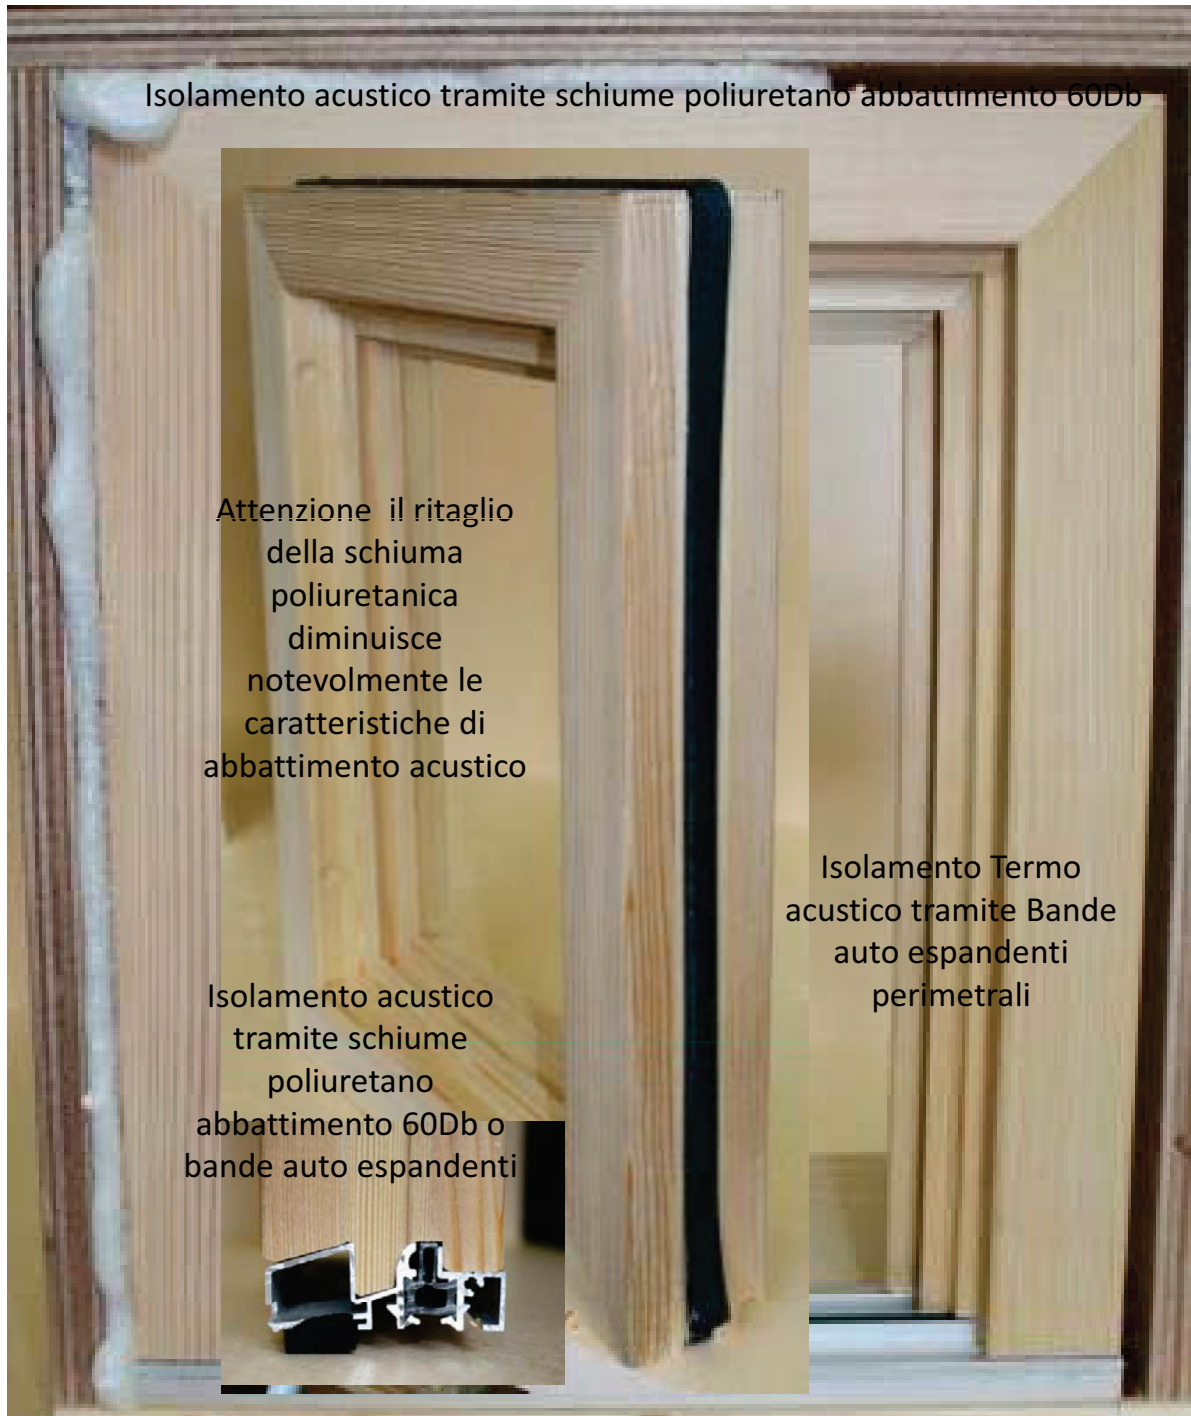 Isolamento acustico tramite schiume poliuretano abbattimento 60Db
Attenzione  il ritaglio
della schiuma
poliuretanica
diminuisce
notevolmente le
caratteristiche di
abbattimento acustico
Isolamento Termo
acustico tramite Bande
auto espandenti
perimetrali
Isolamento acustico
tramite schiume
poliuretano
abbattimento 60Db o
bande auto espandenti